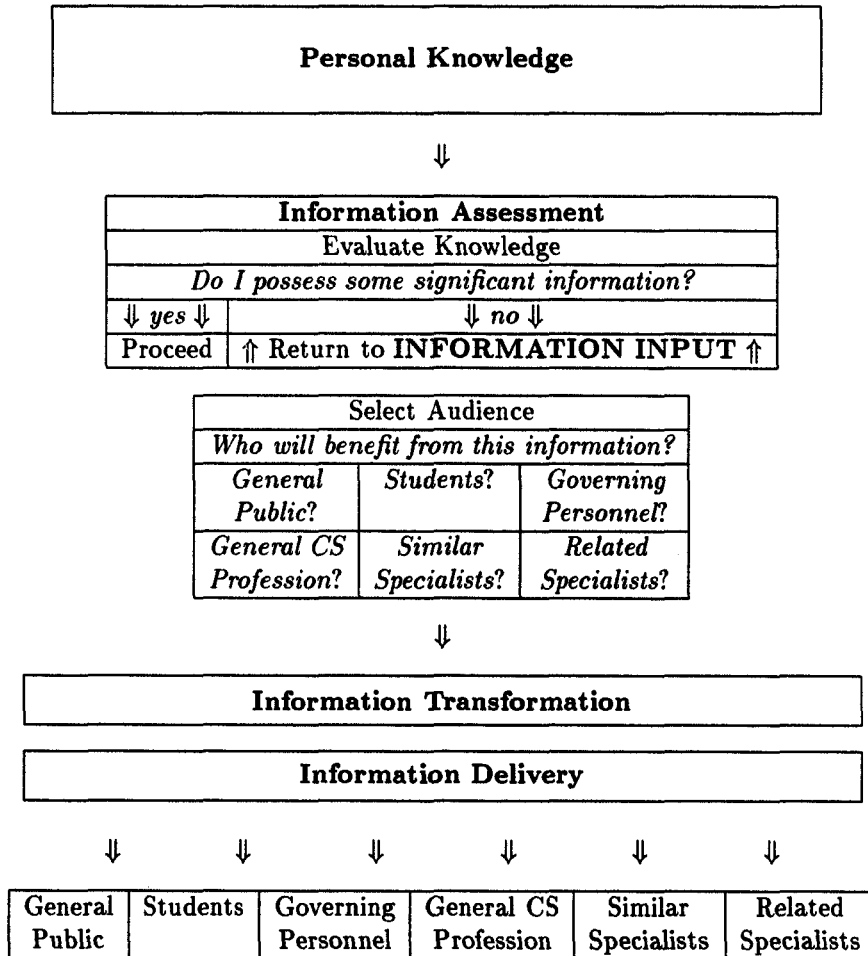 Personal Knowledge
⇓
Information Assessment
Evaluate Knowledge
Do I possess some significant information?
⇓ yes ⇓ ⇓ no ⇓
Proceed ⇑ Return to INFORMATION INPUT ⇑
Select Audience
Who will benefit from this information?
General Students? Governing
Public? Personnel?
General CS Similar Related
Profession? Specialists? Specialists?
⇓
Information Transformation
Information Delivery
⇓ ⇓ ⇓ ⇓ ⇓ ⇓
General Students Governing General CS Similar Related
Public Personnel Profession Specialists Specialists